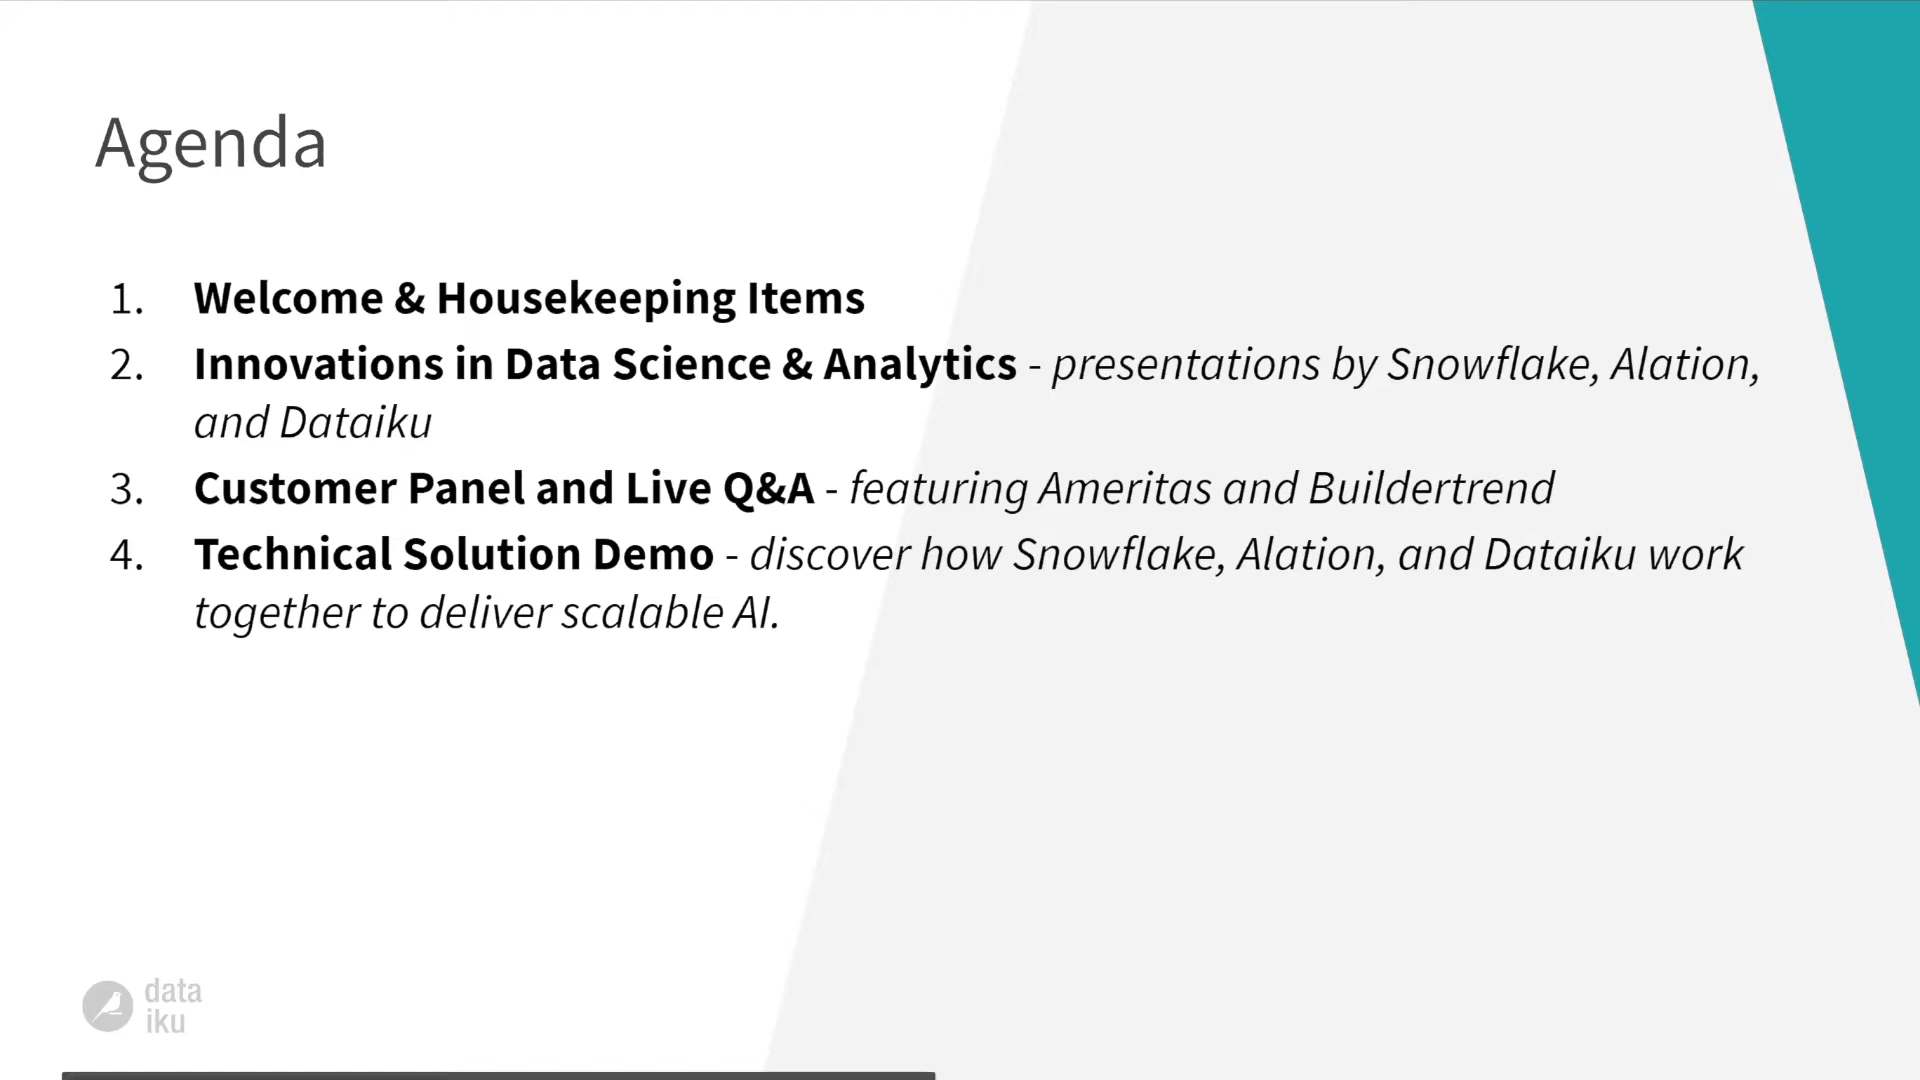 Agenda
1. Welcome & Housekeeping Items
2. Innovations in Data Science & Analytics - presentations by Snowflake, Alation,
and Dataiku
3. Customer Panel and Live Q&A - featuring Ameritas and Buildertrend
4. Technical Solution Demo - discover how Snowflake, Alation, and Dataiku work
together to deliver scalable AI.
data
iku